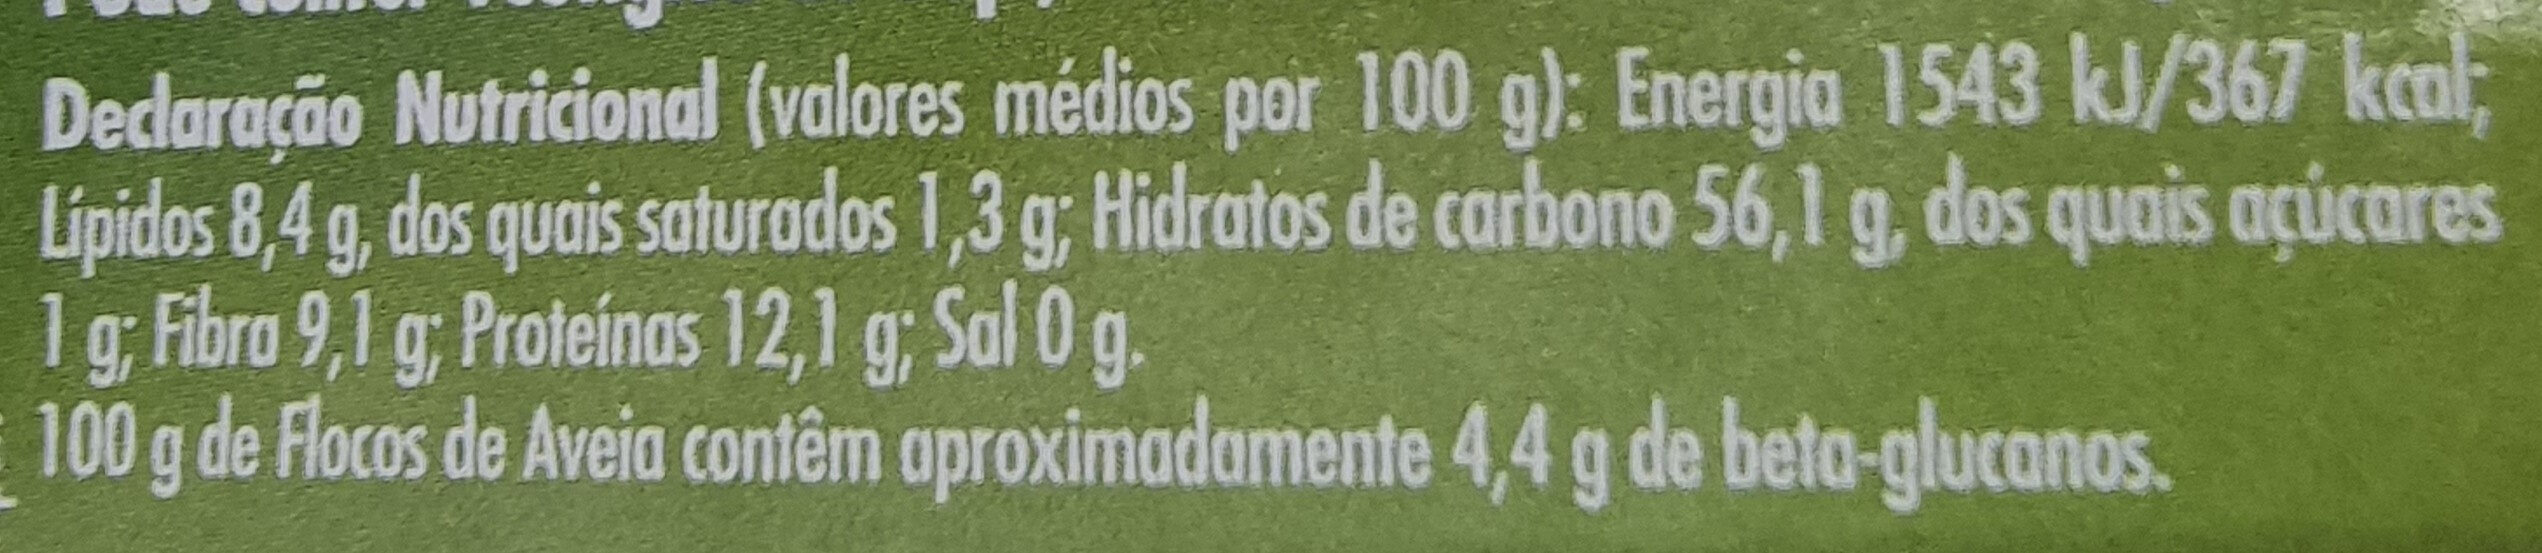 Declaração Nutricional (valores médios por 100 g): Energia 1543 kJ/367 kcal;
Lípidos 8,4 g, dos quais saturados 1,3 g; Hidratos de carbono 56,1 g, dos quais açúcares
1 g; Fibra 9,1 g; Proteínas 12,1 g; Sal 0 g.
100 g de Flocos de Aveia contêm aproximadamente 4,4 g de beta-glucanos.